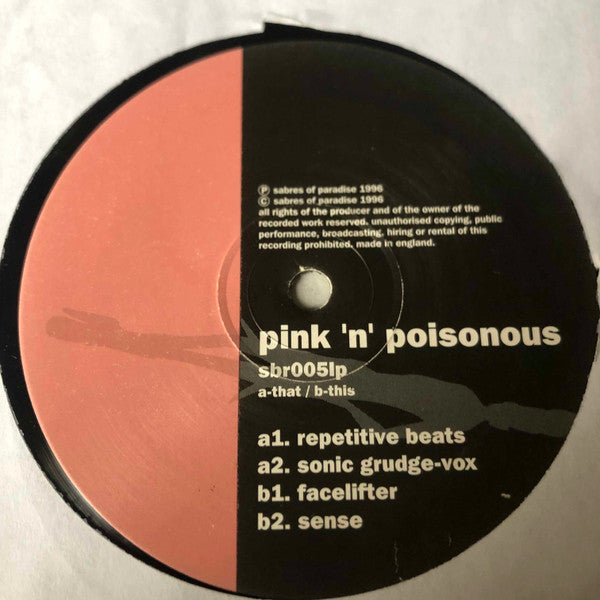 ℗ sabres of paradise 1996
© sabres of paradise 1996
all rights of the producer and of the owner of the
recorded work reserved. unauthorised copying, public
performance, broadcasting. hiring or rental of this
recording prohibited, made in england.
pink 'n' poisonous
sbr005lp
a-that / b-this
a1. repetitive beats
a2. sonic grudge-vox
b1. facelifter
b2. sense